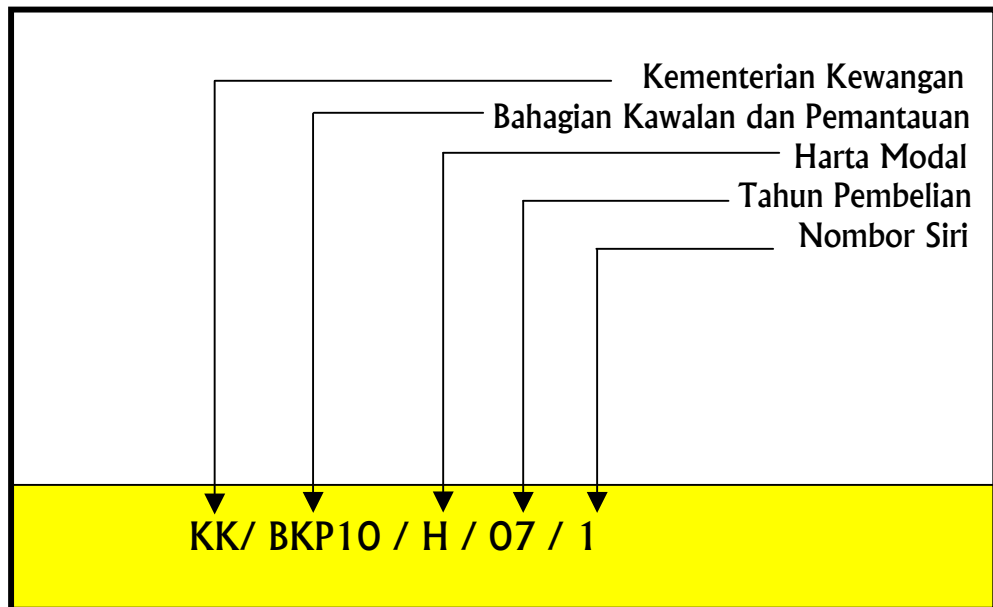 Kementerian Kewangan
Bahagian Kawalan dan Pemantauan
Harta Modal
Tahun Pembelian
Nombor Siri
KK/ BKP10 / H / 07 / 1